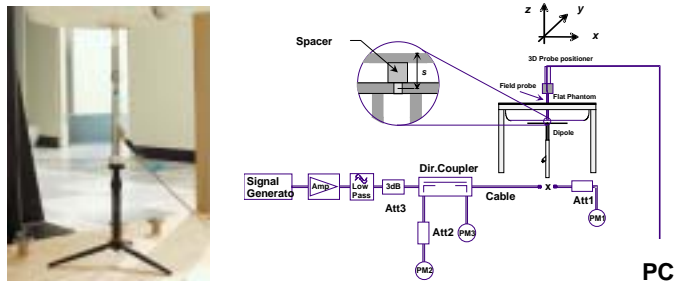 z
y
x
Spacer
s
3D Probe positioner
Field probe
Flat Phantom
Dipole
Signal
Generato
Amp
Low
Pass
3dB
Att3
Dir.Coupler
Cable
x
Att1
PM1
Att2
PM3
PM2
PC